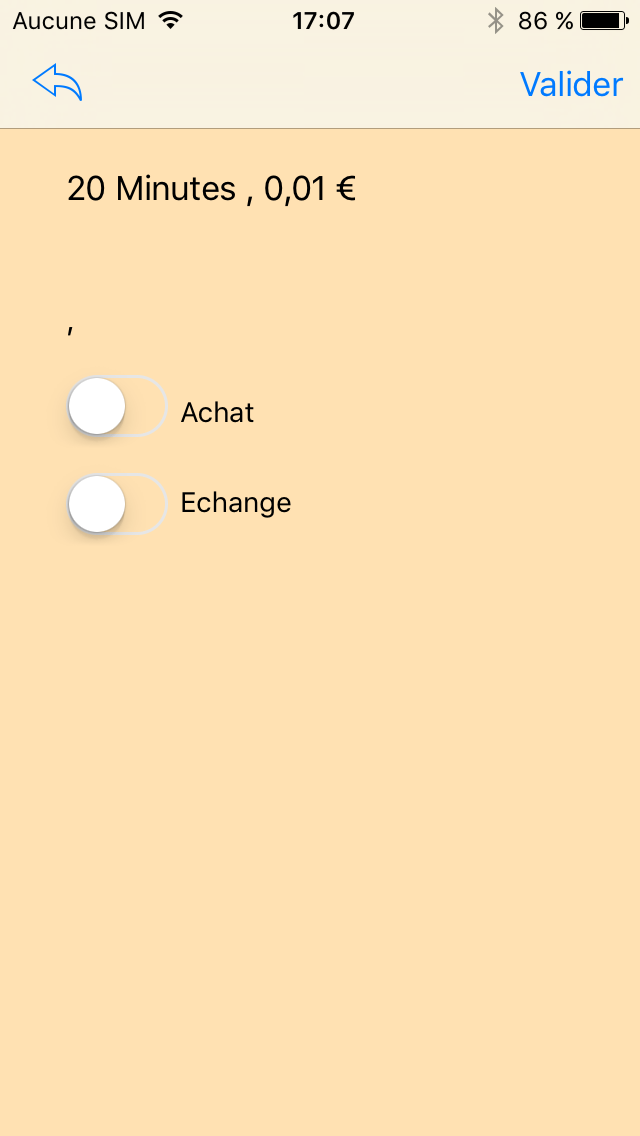 Aucune SIM 17:07 86 %
Valider
20 Minutes , 0,01 €
,
Achat
Echange